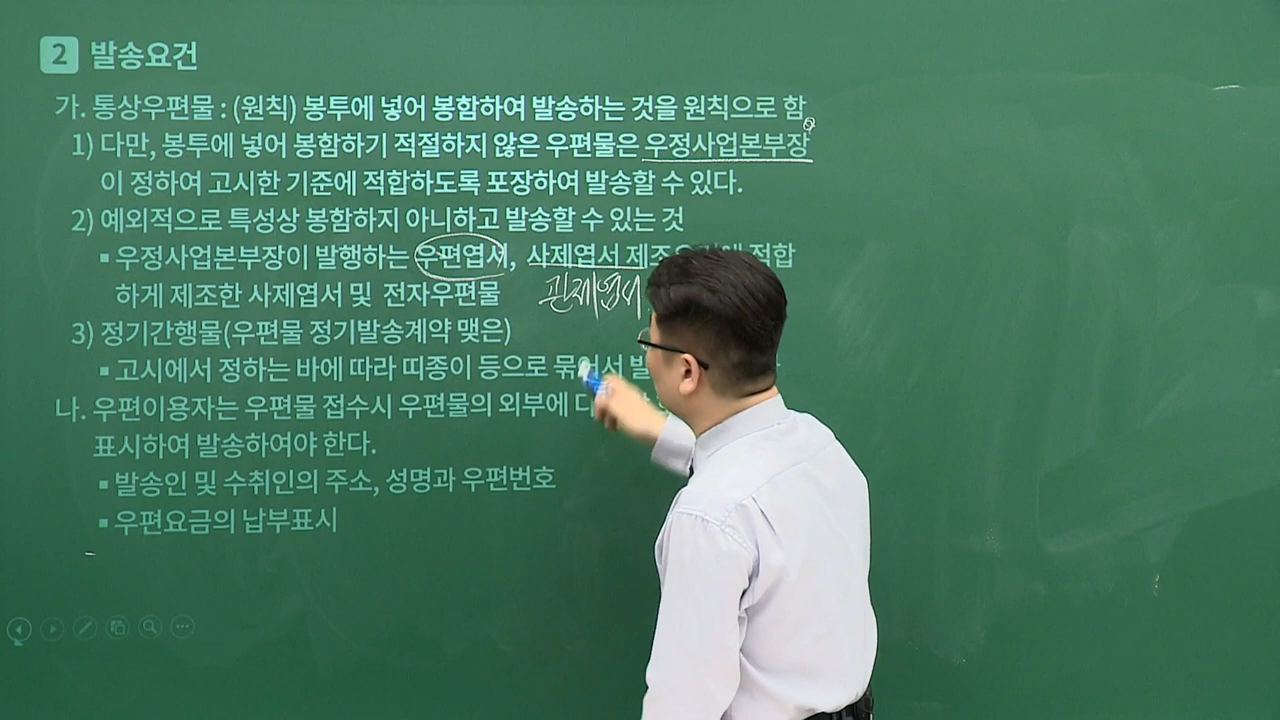 2 발송요건
가. 통상우편물 : (원칙) 봉투에 넣어 봉함하여 발송하는 것을 원칙으로 함
1) 다만, 봉투에 넣어 봉함하기 적절하지 않은 우편물은 우정사업본부장
이 정하여 고시한 기준에 적합하도록 포장하여 발송할 수 있다.
2) 예외적으로 특성상 봉함하지 아니하고 발송할 수 있는 것
▪ 우정사업본부장이 발행하는 우편엽서, 사제엽서 제조 적합
하게 제조한 사제엽서 및 전자우편물
관제엽서
3) 정기간행물(우편물 정기발송계약 맺은)
▪ 고시에서 정하는 바에 따라 띠종이 등으로 묶어서
나. 우편이용자는 우편물 접수시 우편물의 외부에
표시하여 발송하여야 한다.
▪ 발송인 및 수취인의 주소, 성명과 우편번호
▪ 우편요금의 납부표시